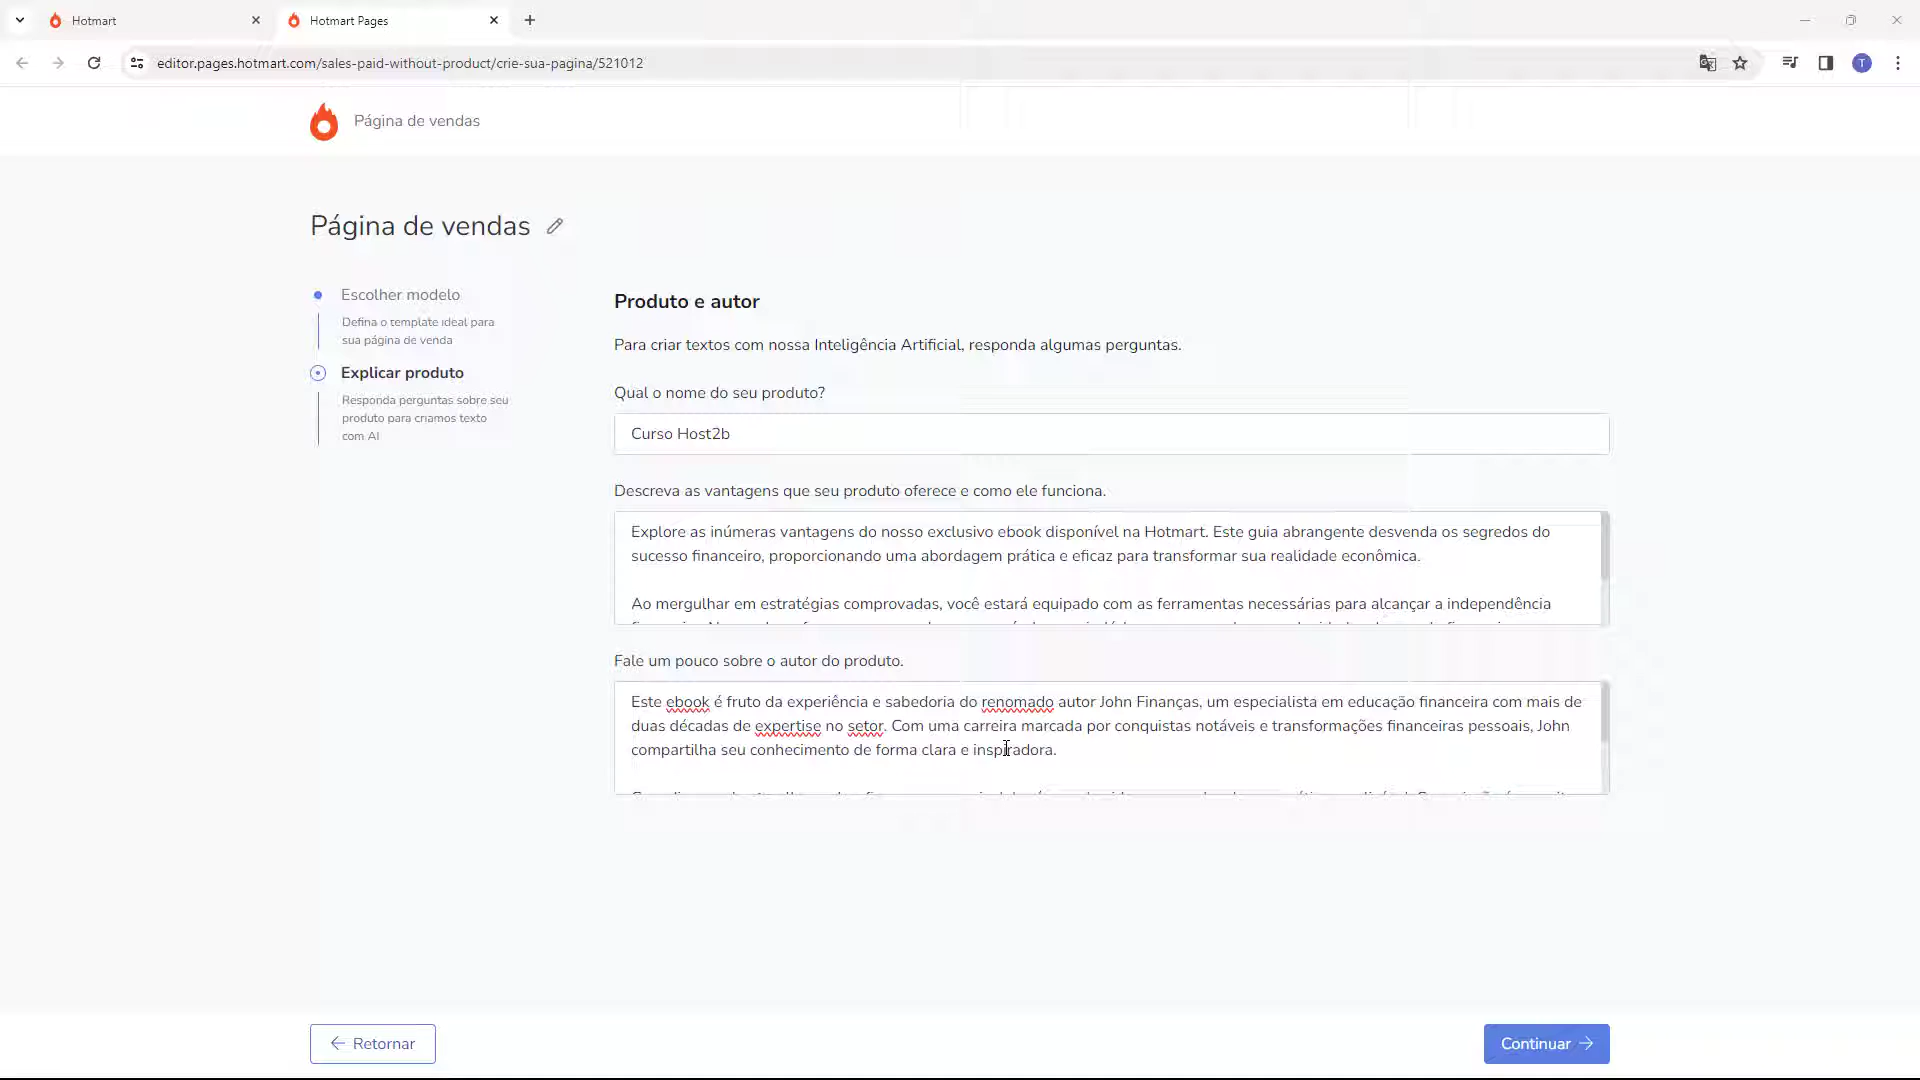 Hotmart
Hotmart Pages
editor.pages.hotmart.com/sales-paid-without-product/crie-sua-pagina/521012
T
Página de vendas
Página de vendas
Escolher modelo
Defina o template ideal para
sua página de venda
Explicar produto
Responda perguntas sobre seu
produto para criamos texto
com AI
Produto e autor
Para criar textos com nossa Inteligência Artificial, responda algumas perguntas.
Qual o nome do seu produto?
Curso Host2b
Descreva as vantagens que seu produto oferece e como ele funciona.
Explore as inúmeras vantagens do nosso exclusivo ebook disponível na Hotmart. Este guia abrangente desvenda os segredos do
sucesso financeiro, proporcionando uma abordagem prática e eficaz para transformar sua realidade econômica.
Ao mergulhar em estratégias comprovadas, você estará equipado com as ferramentas necessárias para alcançar a independência
Fale um pouco sobre o autor do produto.
Este ebook é fruto da experiência e sabedoria do renomado autor John Finanças, um especialista em educação financeira com mais de
duas décadas de expertise no setor. Com uma carreira marcada por conquistas notáveis e transformações financeiras pessoais, John
compartilha seu conhecimento de forma clara e inspiradora.
Retornar
Continuar